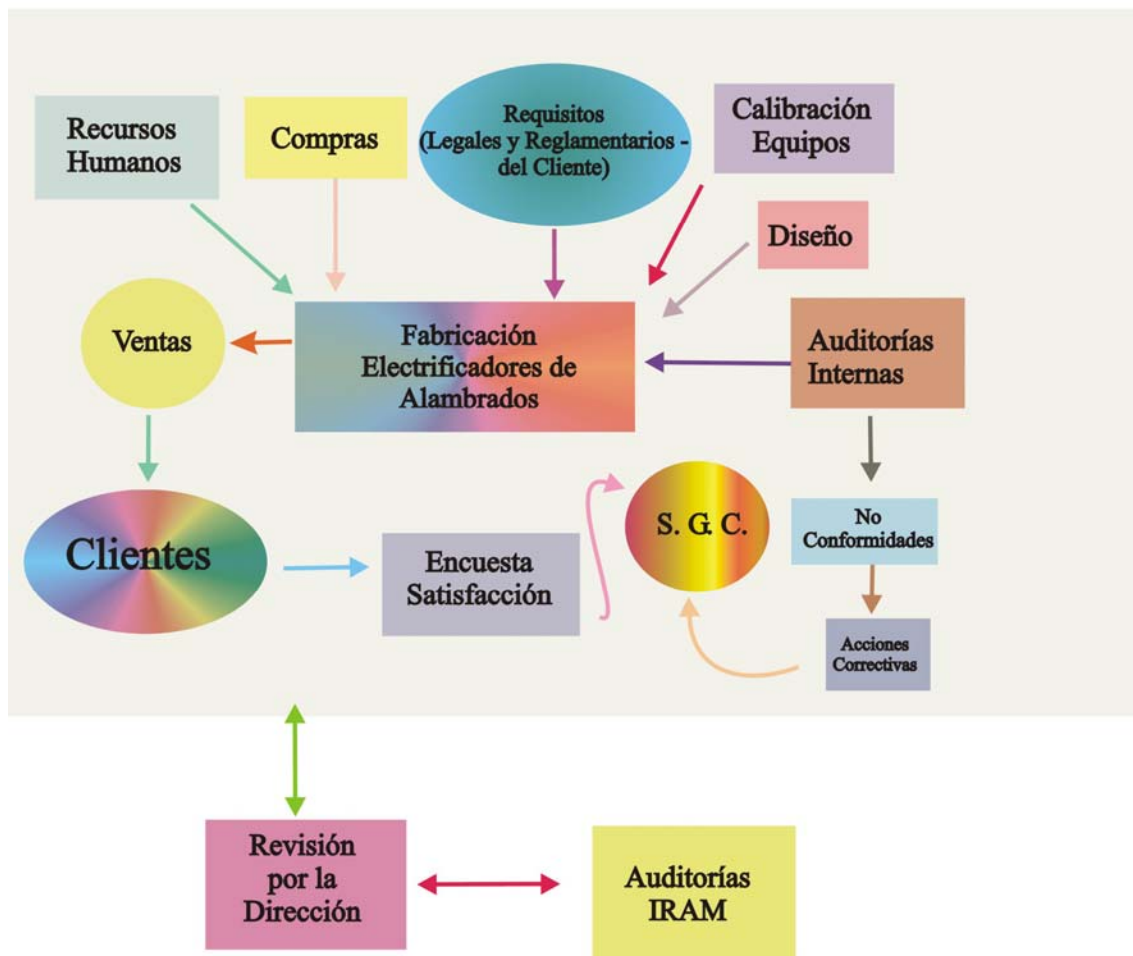 Recursos
Humanos
Compras
Requisitos
(Legales y Reglamentarios -
del Cliente)
Calibración
Equipos
Diseño
Ventas
Fabricación
Electrificadores de
Alambrados
Auditorías
Internas
Clientes
Encuesta
Satisfacción
S. G. C.
No
Conformidades
Acciones
Correctivas
Revisión
por la
Dirección
Auditorías
IRAM